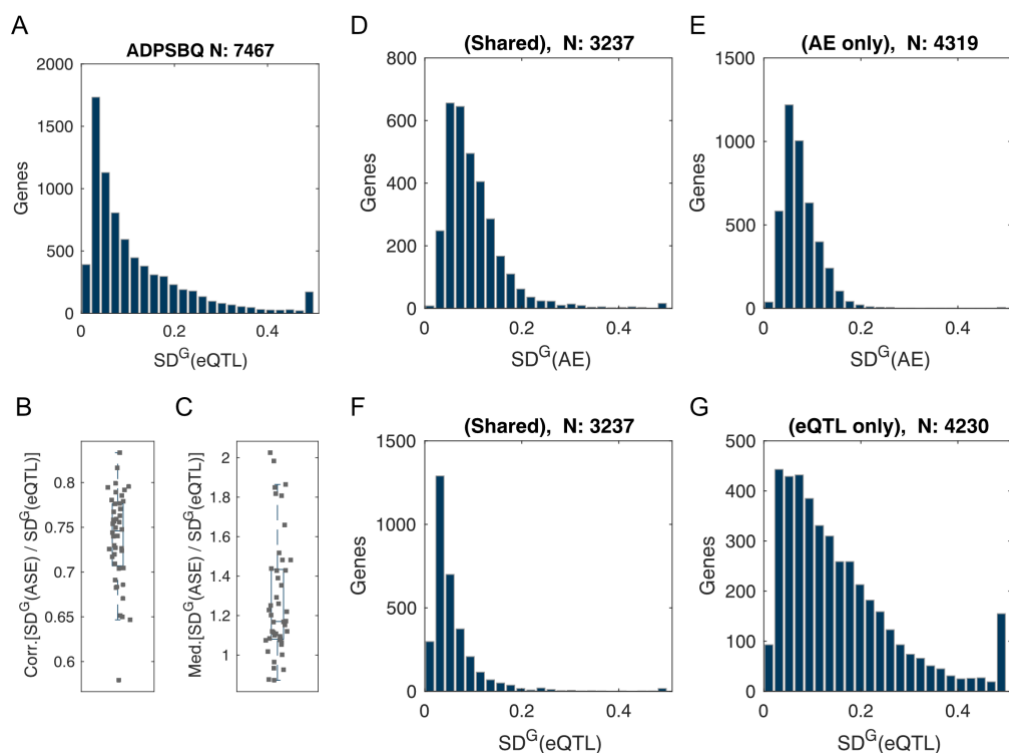 A
ADPSBQ N: 7467
2000
1500
1000
500
0
Genes
0 0.2 0.4
SD^G(eQTL)
D
(Shared), N: 3237
800
600
400
200
0
Genes
0 0.2 0.4
SD^G(AE)
E
(AE only), N: 4319
1500
1000
500
0
Genes
0 0.2 0.4
SD^G(AE)
B
Corr.[SD^G(ASE) / SD^G(eQTL)]
0.8
0.75
0.7
0.65
0.6
C
Med.[SD^G(ASE) / SD^G(eQTL)]
2
1.8
1.6
1.4
1.2
1
F
(Shared), N: 3237
1500
1000
500
0
Genes
0 0.2 0.4
SD^G(eQTL)
G
(eQTL only), N: 4230
500
400
300
200
100
0
Genes
0 0.2 0.4
SD^G(eQTL)